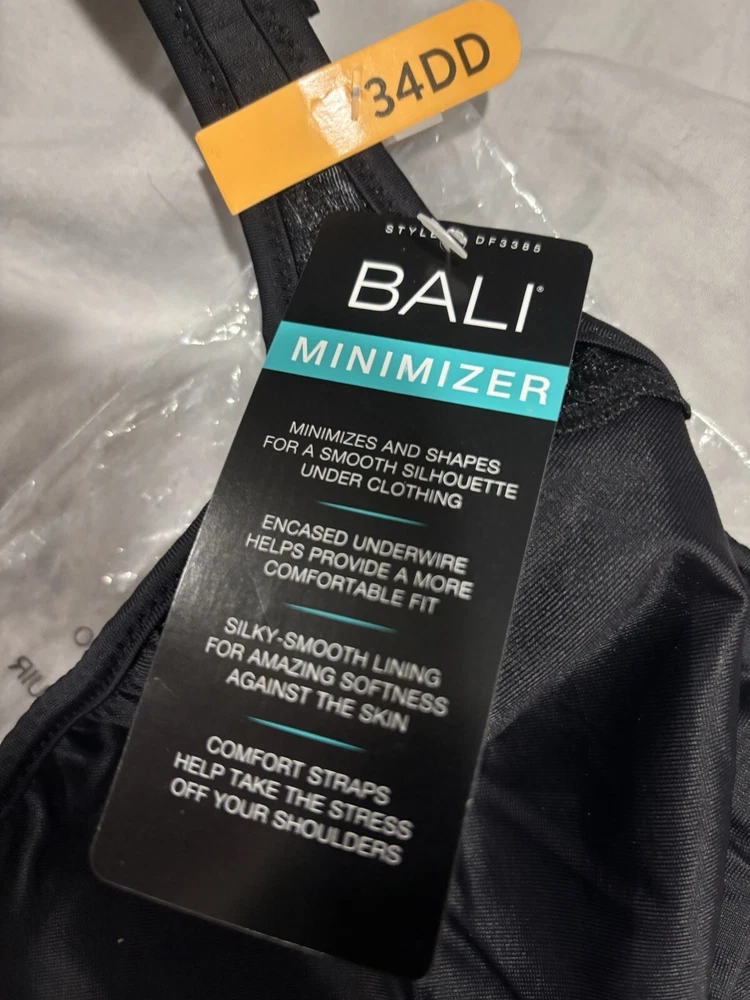 34DD
STYLE DF3385
BALI®
MINIMIZER
MINIMIZES AND SHAPES
FOR A SMOOTH SILHOUETTE
UNDER CLOTHING
ENCASED UNDERWIRE
HELPS PROVIDE A MORE
COMFORTABLE FIT
SILKY-SMOOTH LINING
FOR AMAZING SOFTNESS
AGAINST THE SKIN
COMFORT STRAPS
HELP TAKE THE STRESS
OFF YOUR SHOULDERS